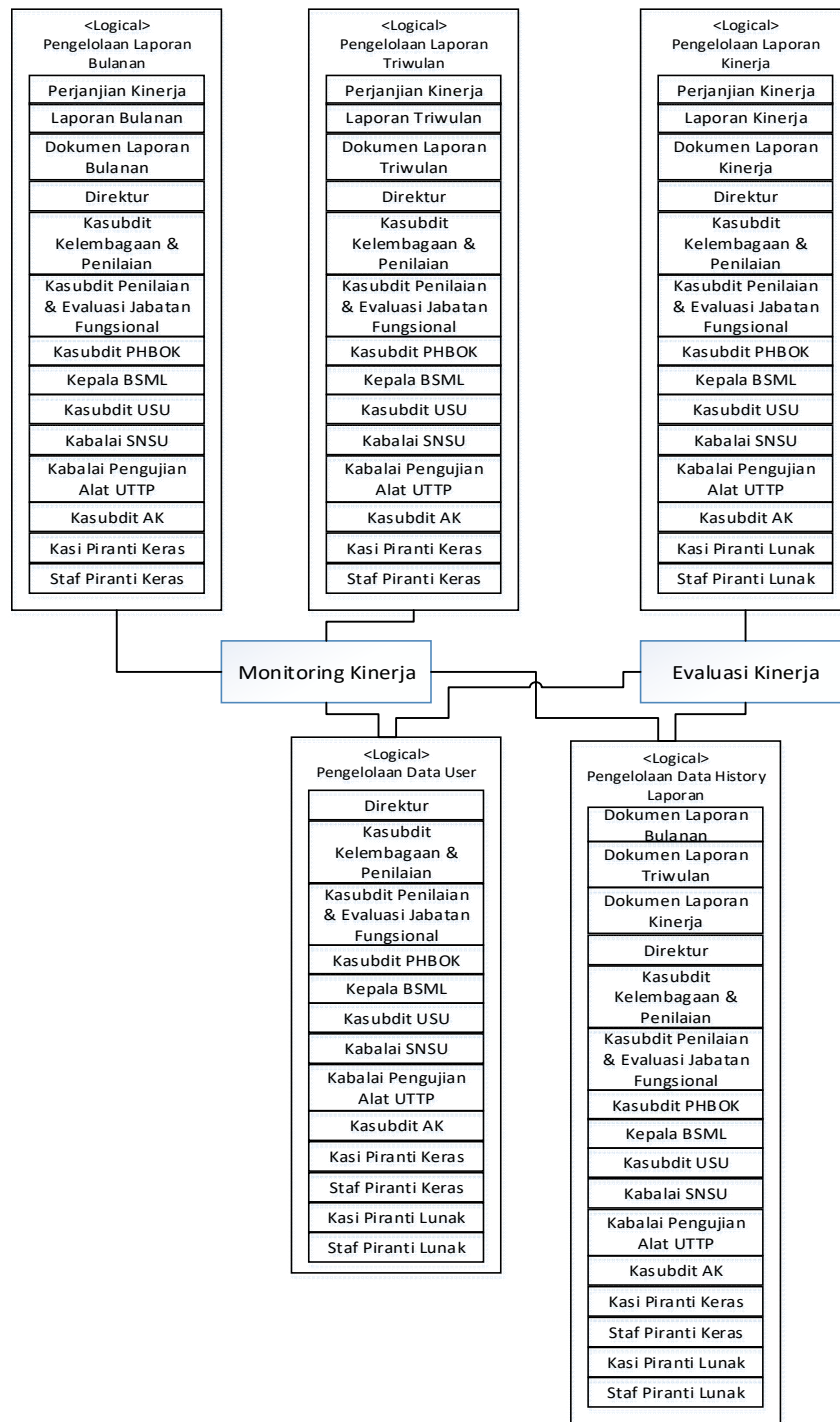 <Logical>
Pengelolaan Laporan
Bulanan
Perjanjian Kinerja
Laporan Bulanan
Dokumen Laporan
Bulanan
Direktur
Kasubdit
Kelembagaan &
Penilaian
Kasubdit Penilaian
& Evaluasi Jabatan
Fungsional
Kasubdit PHBOK
Kepala BSML
Kasubdit USU
Kabalai SNSU
Kabalai Pengujian
Alat UTTP
Kasubdit AK
Kasi Piranti Keras
Staf Piranti Keras
<Logical>
Pengelolaan Laporan
Triwulan
Perjanjian Kinerja
Laporan Triwulan
Dokumen Laporan
Triwulan
Direktur
Kasubdit
Kelembagaan &
Penilaian
Kasubdit Penilaian
& Evaluasi Jabatan
Fungsional
Kasubdit PHBOK
Kepala BSML
Kasubdit USU
Kabalai SNSU
Kabalai Pengujian
Alat UTTP
Kasubdit AK
Kasi Piranti Keras
Staf Piranti Keras
<Logical>
Pengelolaan Laporan
Kinerja
Perjanjian Kinerja
Laporan Kinerja
Dokumen Laporan
Kinerja
Direktur
Kasubdit
Kelembagaan &
Penilaian
Kasubdit Penilaian
& Evaluasi Jabatan
Fungsional
Kasubdit PHBOK
Kepala BSML
Kasubdit USU
Kabalai SNSU
Kabalai Pengujian
Alat UTTP
Kasubdit AK
Kasi Piranti Lunak
Staf Piranti Lunak
Monitoring Kinerja
Evaluasi Kinerja
<Logical>
Pengelolaan Data User
Direktur
Kasubdit
Kelembagaan &
Penilaian
Kasubdit Penilaian
& Evaluasi Jabatan
Fungsional
Kasubdit PHBOK
Kepala BSML
Kasubdit USU
Kabalai SNSU
Kabalai Pengujian
Alat UTTP
Kasubdit AK
Kasi Piranti Keras
Staf Piranti Keras
Kasi Piranti Lunak
Staf Piranti Lunak
<Logical>
Pengelolaan Data History
Laporan
Dokumen Laporan
Bulanan
Dokumen Laporan
Triwulan
Dokumen Laporan
Kinerja
Direktur
Kasubdit
Kelembagaan &
Penilaian
Kasubdit Penilaian
& Evaluasi Jabatan
Fungsional
Kasubdit PHBOK
Kepala BSML
Kasubdit USU
Kabalai SNSU
Kabalai Pengujian
Alat UTTP
Kasubdit AK
Kasi Piranti Keras
Staf Piranti Keras
Kasi Piranti Lunak
Staf Piranti Lunak